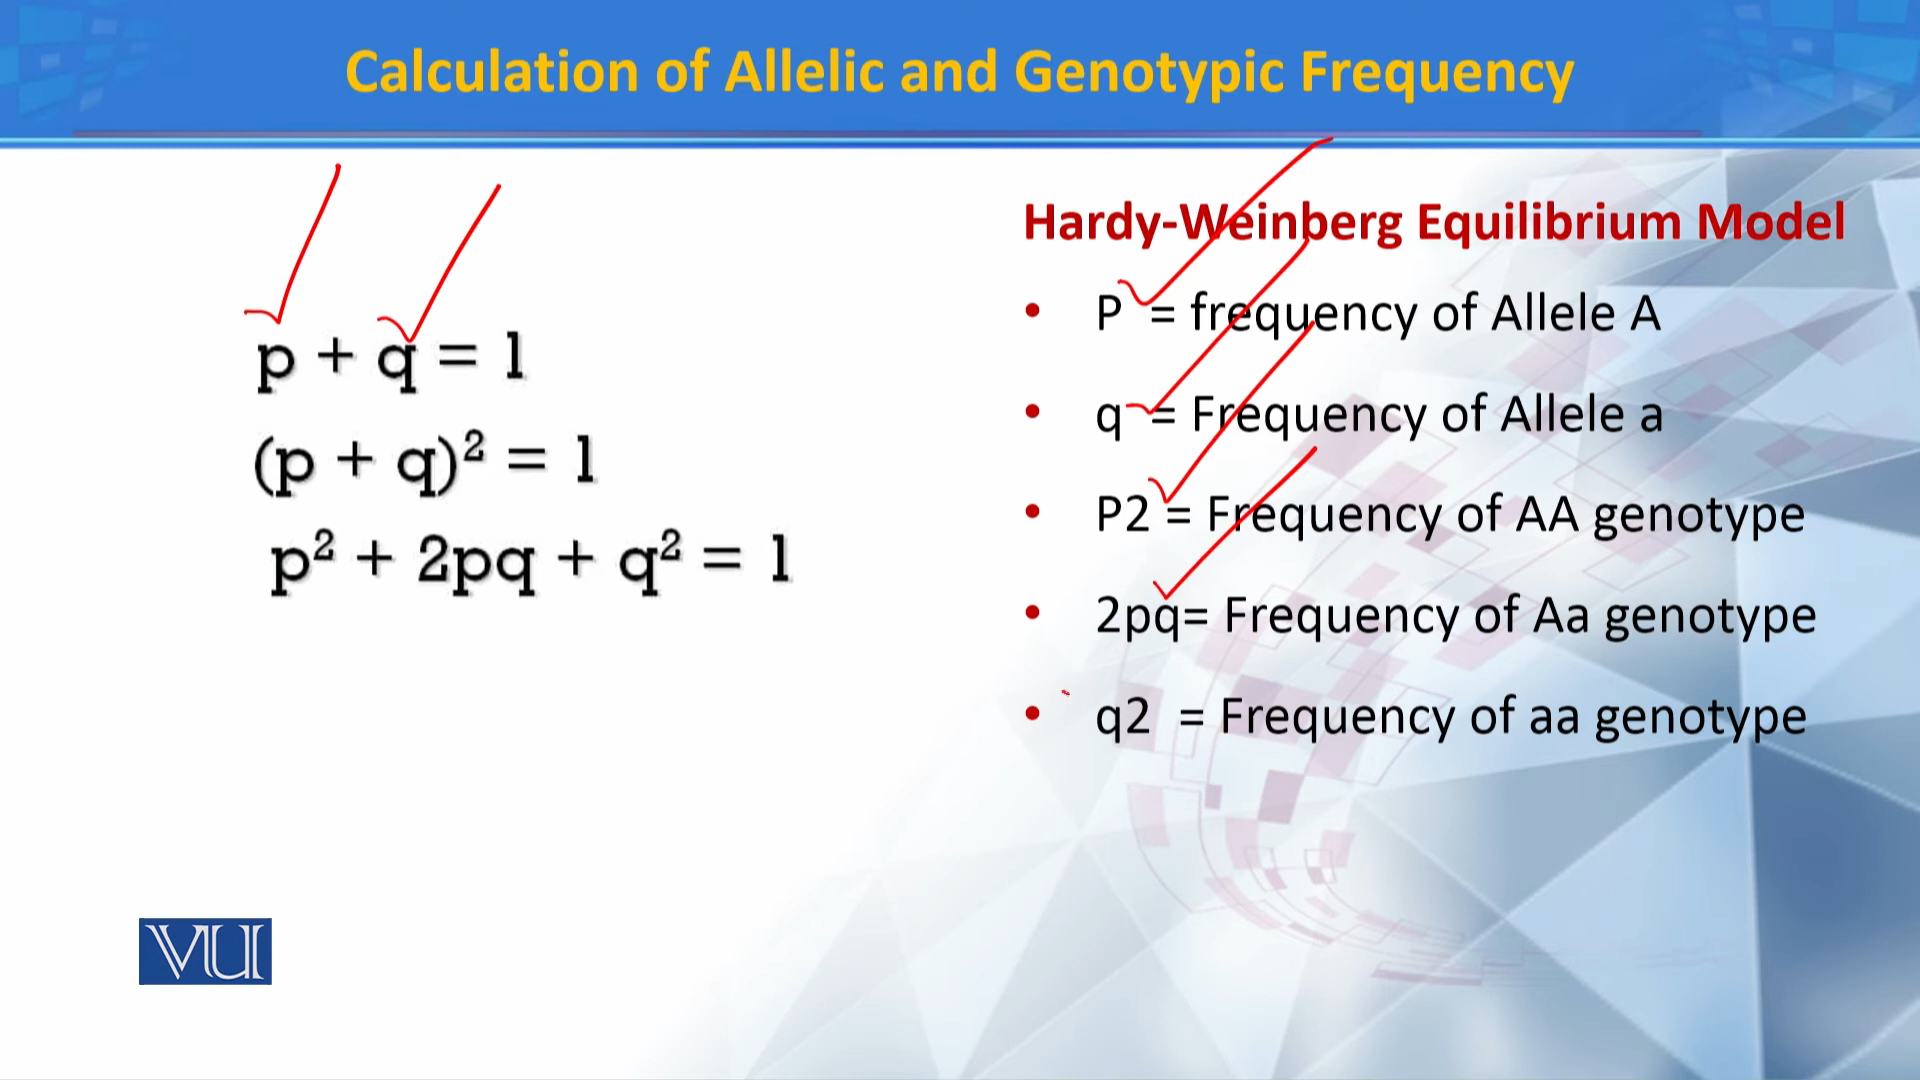 Calculation of Allelic and Genotypic Frequency
p + q = 1
(p + q)² = 1
p² + 2pq + q² = 1
Hardy-Weinberg Equilibrium Model
• P = frequency of Allele A
• q = Frequency of Allele a
• P2 = Frequency of AA genotype
• 2pq= Frequency of Aa genotype
• q2 = Frequency of aa genotype
VU